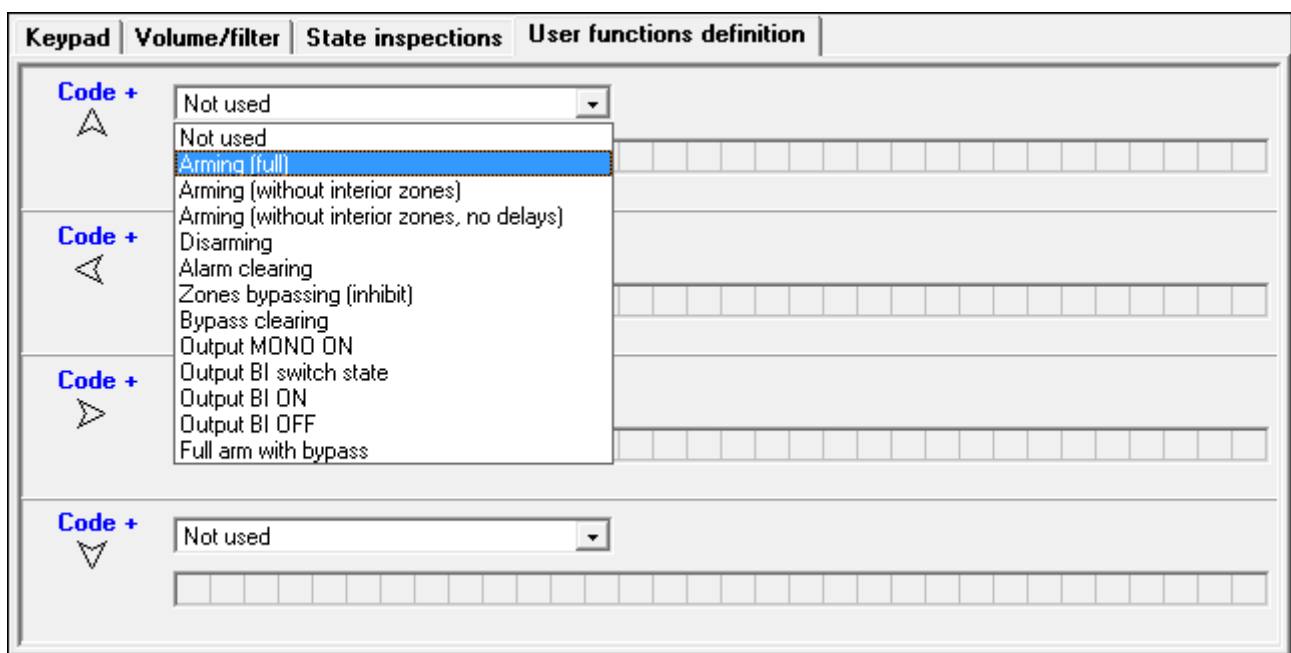 Keypad Volume/filter State inspections User functions definition
Code +
Not used
Not used
Arming (full)
Arming (without interior zones)
Arming (without interior zones, no delays)
Code +
Disarming
Alarm clearing
Zones bypassing (inhibit)
Bypass clearing
Output MONO ON
Code +
Output BI switch state
Output BI ON
Output BI OFF
Full arm with bypass
Code +
Not used